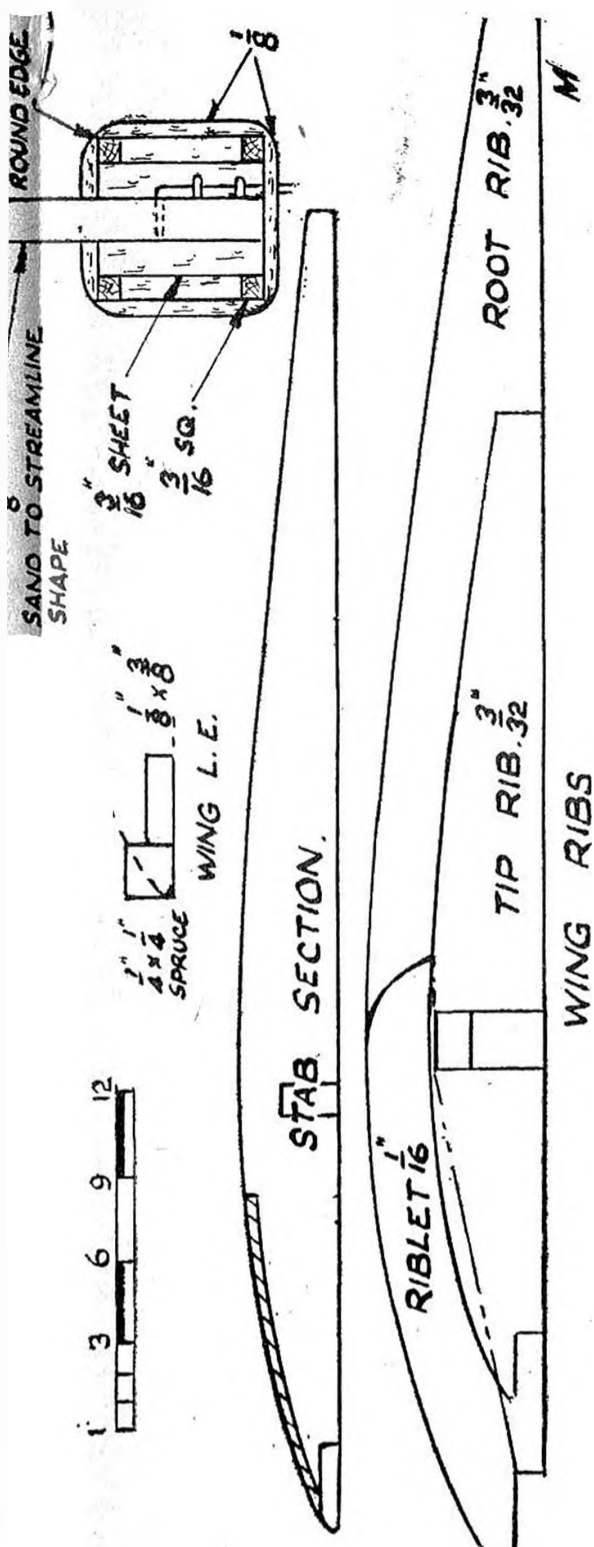 ROUND EDGE
SAND TO STREAMLINE
SHAPE
1/8
3/16" SHEET
3/16" SQ.
1/4" x 1/4"
SPRUCE
1/8" x 3/8"
WING L.E.
1 3 6 9 12
STAB SECTION.
RIBLET 1/16"
ROOT RIB. 3/32"
TIP RIB. 3/32"
WING RIBS
M